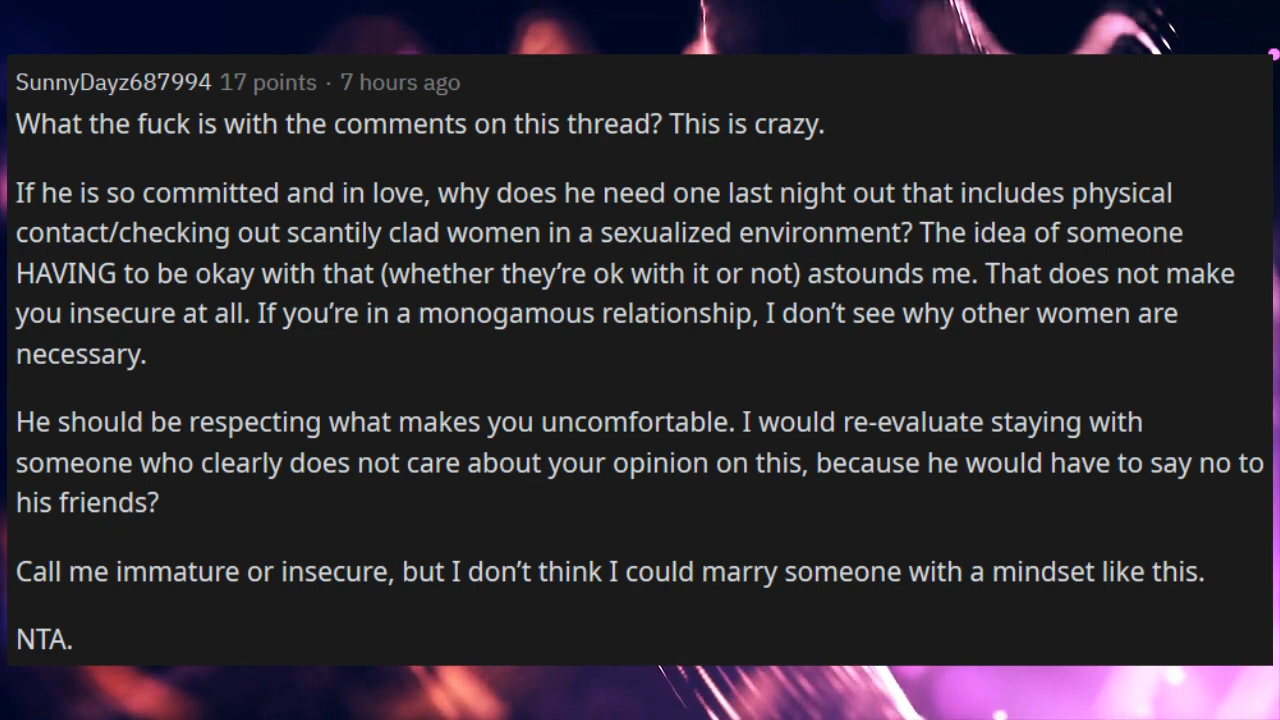 SunnyDayz687994 17 points · 7 hours ago
What the fuck is with the comments on this thread? This is crazy.
If he is so committed and in love, why does he need one last night out that includes physical
contact/checking out scantily clad women in a sexualized environment? The idea of someone
HAVING to be okay with that (whether they’re ok with it or not) astounds me. That does not make
you insecure at all. If you’re in a monogamous relationship, I don’t see why other women are
necessary.
He should be respecting what makes you uncomfortable. I would re-evaluate staying with
someone who clearly does not care about your opinion on this, because he would have to say no to
his friends?
Call me immature or insecure, but I don’t think I could marry someone with a mindset like this.
NTA.